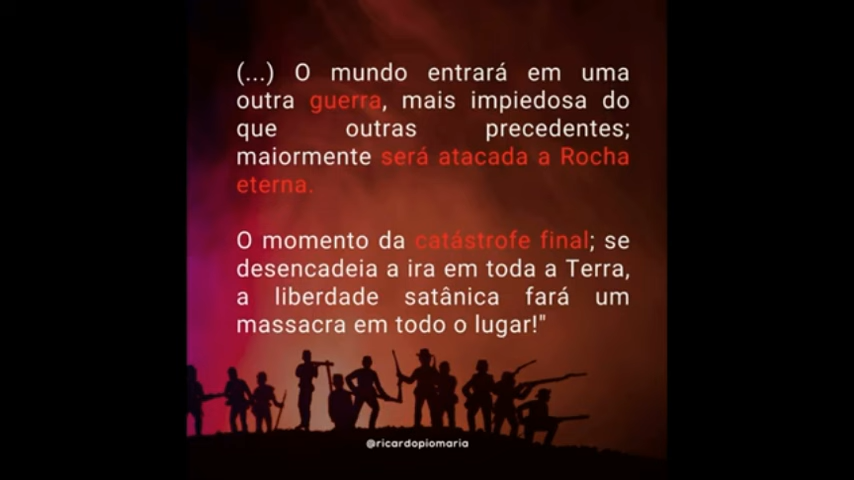 (...) O mundo entrará em uma
outra guerra, mais impiedosa do
que outras precedentes;
maiormente será atacada a Rocha
eterna.
O momento da catástrofe final; se
desencadeia a ira em toda a Terra,
a liberdade satânica fará um
massacra em todo o lugar!"
@ricardopiomaria